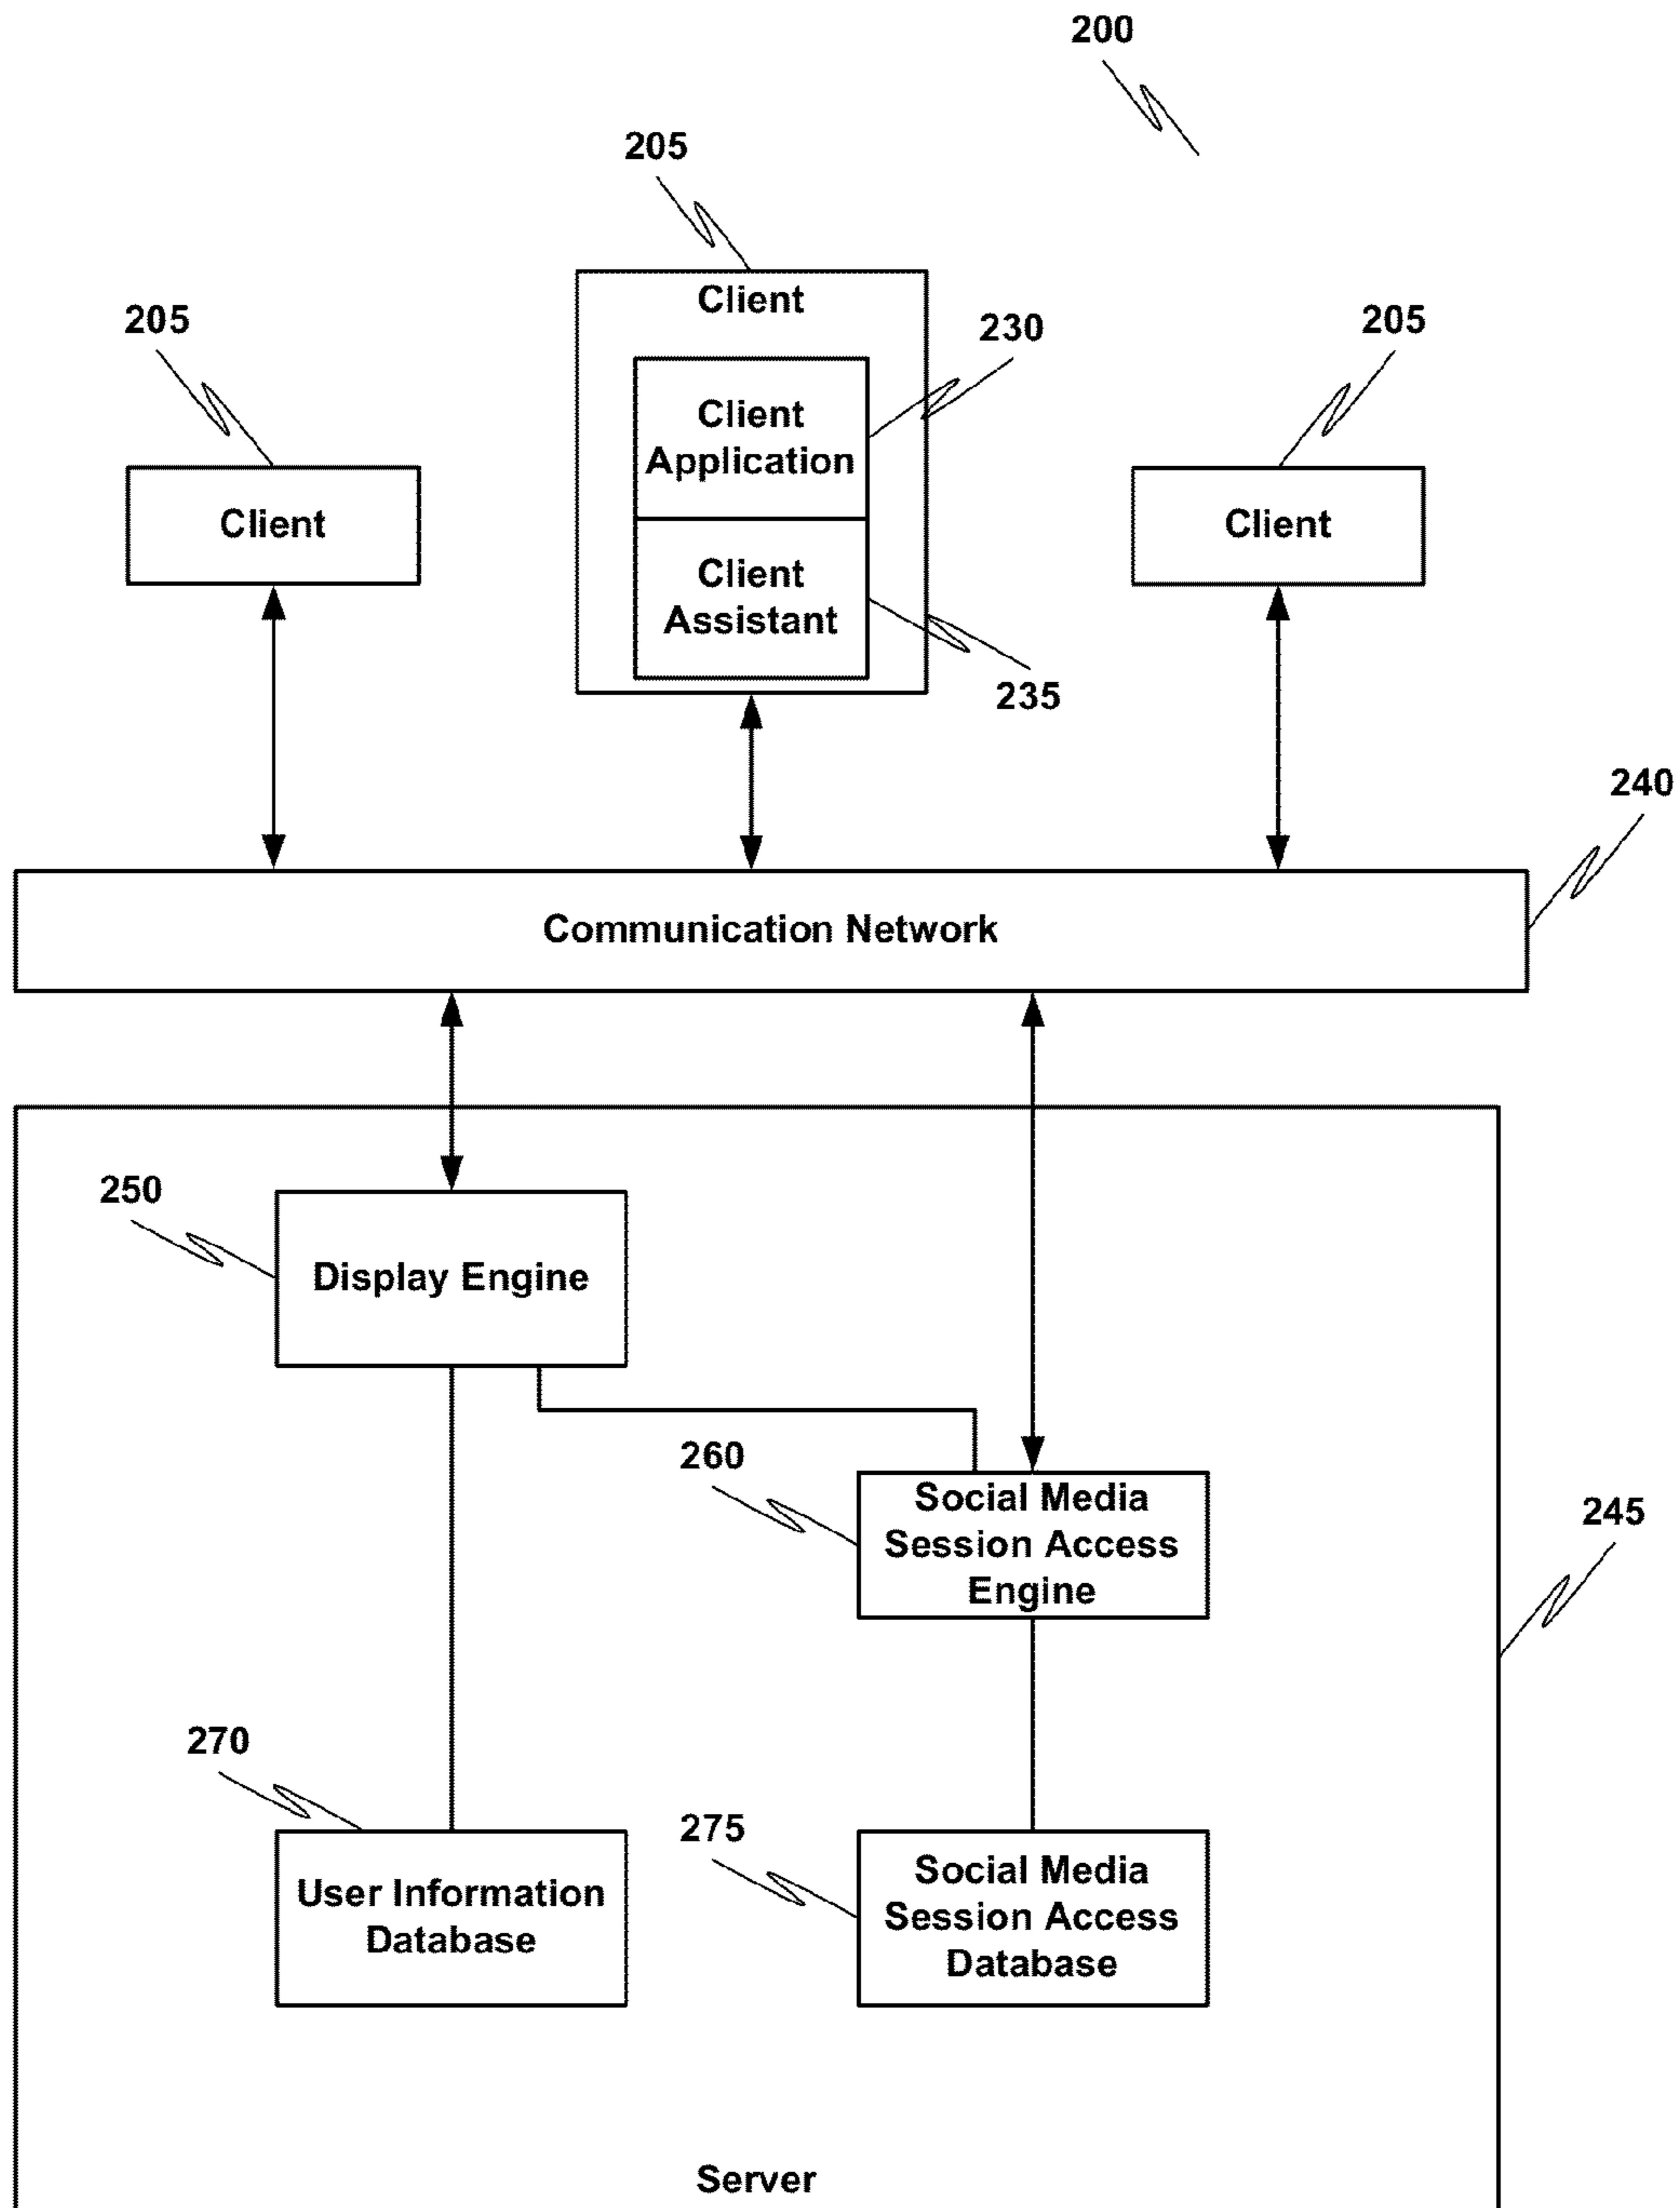 200
205
Client
205
230
205
Client
Application
Client
Client
Client
Assistant
235
240
Communication Network
250
Display Engine
260
Social Media
Session Access
Engine
245
270
User Information
Database
275
Social Media
Session Access
Database
Server